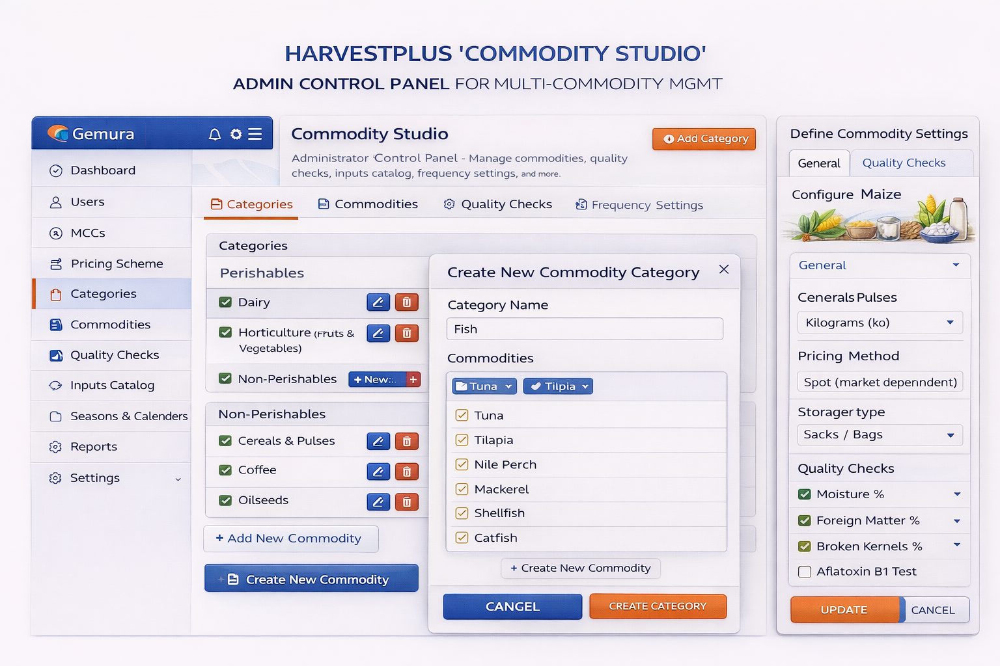 HARVESTPLUS 'COMMODITY STUDIO'
ADMIN CONTROL PANEL FOR MULTI-COMMODITY MGMT
Gemura
Dashboard
Users
MCCs
Pricing Scheme
Categories
Commodities
Quality Checks
Inputs Catalog
Seasons & Calenders
Reports
Settings
Commodity Studio
Add Category
Administrator 'Control Panel - Manage commodities, quality
checks, inputs catalog, frequency settings, and more.
Categories
Commodities
Quality Checks
Frequency Settings
Categories
Perishables
Dairy
Horticulture (Fruts &
Vegetables)
Non-Perishables
+ New:.
+
Non-Perishables
Cereals & Pulses
Coffee
Oilseeds
+ Add New Commodity
Create New Commodity
Create New Commodity Category
Category Name
Fish
Commodities
Tuna
Tilpia
Tuna
Tilapia
Nile Perch
Mackerel
Shellfish
Catfish
+ Create New Commodity
CANGEL
CREATE CATEGORY
Define Commodity Settings
General
Quality Checks
Configure Maize
General
Cenerals Pulses
Kilograms (ko)
Pricing Method
Spot (market depenndent)
Storager type
Sacks / Bags
Quality Checks
Moisture %
Foreign Matter %
Broken Kernels %
Aflatoxin B1 Test
UPDATE
CANCEL